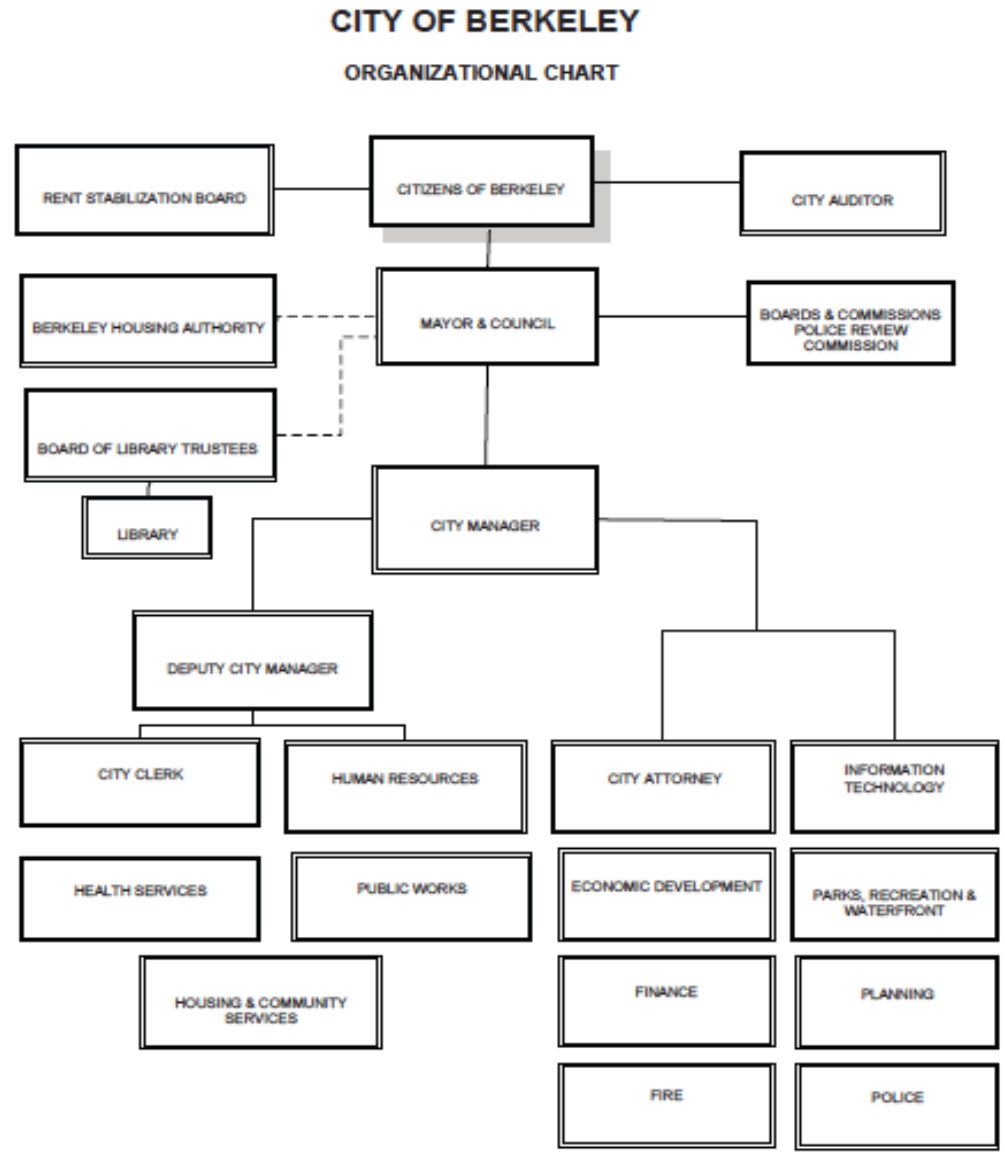 CITY OF BERKELEY
ORGANIZATIONAL CHART
RENT STABILIZATION BOARD
CITIZENS OF BERKELEY
CITY AUDITOR
BERKELEY HOUSING AUTHORITY
MAYOR & COUNCIL
BOARDS & COMMISSIONS
POLICE REVIEW
COMMISSION
BOARD OF LIBRARY TRUSTEES
LIBRARY
CITY MANAGER
DEPUTY CITY MANAGER
CITY CLERK
HUMAN RESOURCES
CITY ATTORNEY
INFORMATION
TECHNOLOGY
HEALTH SERVICES
PUBLIC WORKS
ECONOMIC DEVELOPMENT
PARKS, RECREATION &
WATERFRONT
HOUSING & COMMUNITY
SERVICES
FINANCE
PLANNING
FIRE
POLICE